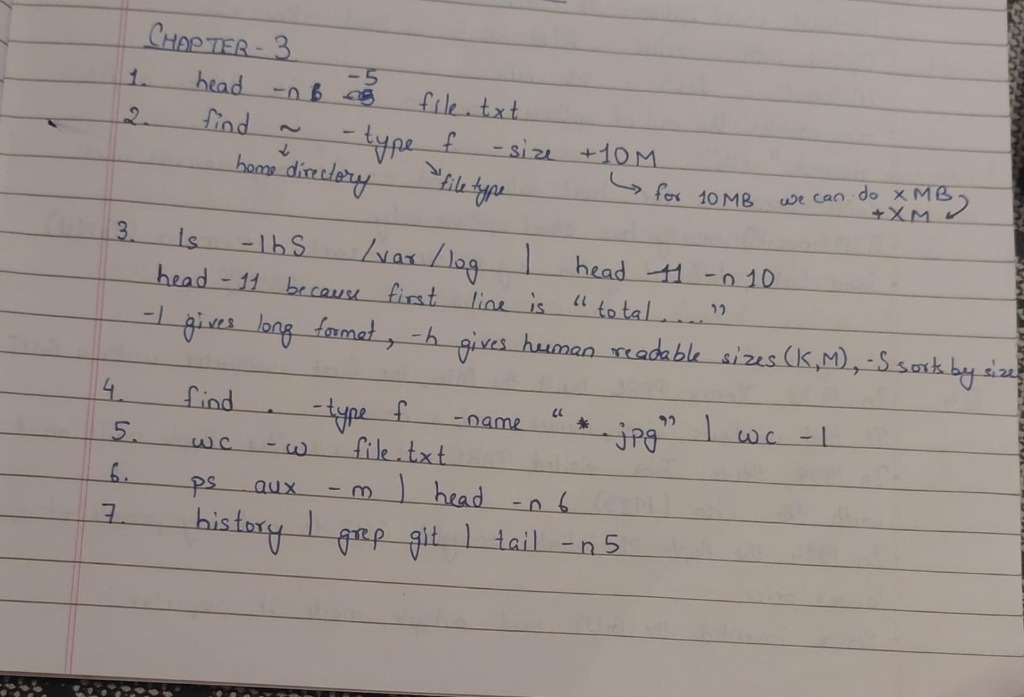 CHAPTER - 3
1. head -n -5 file.txt
2. find ~ -type f -size +10M
home directory file type for 10MB we can do x MB
+XM
3. ls -lhS /var/log | head -11 -n 10
head -11 because first line is "total....."
-l gives long format, -h gives human readable sizes (K,M), -S sorts by size
4. find . -type f -name "*.jpg" | wc -l
5. wc -w file.txt
6. ps aux -m | head -n 6
7. history | grep git | tail -n 5